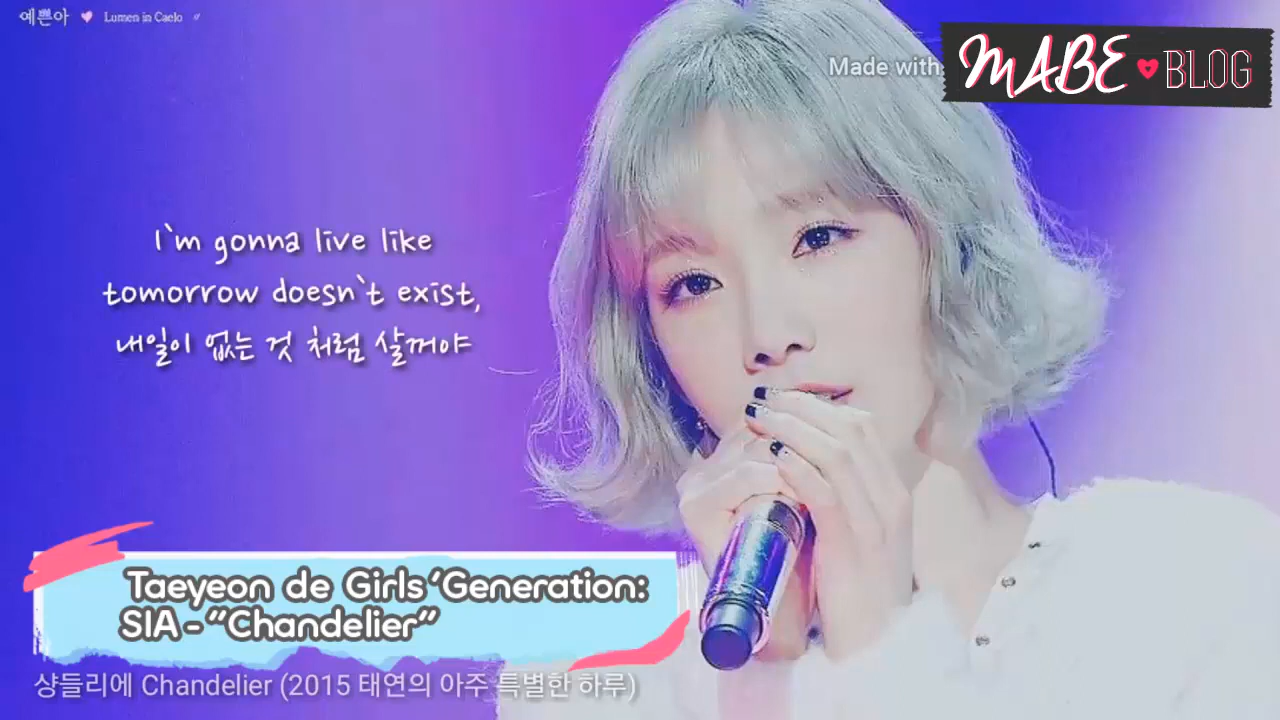 예쁜아 Lumen in Caelo
Made with
MABE BLOG
I`m gonna live like
tomorrow doesn`t exist,
내일이 없는 것 처럼 살꺼야
Taeyeon de Girls´Generation:
SIA - “Chandelier”
샹들리에 Chandelier (2015 태연의 아주 특별한 하루)